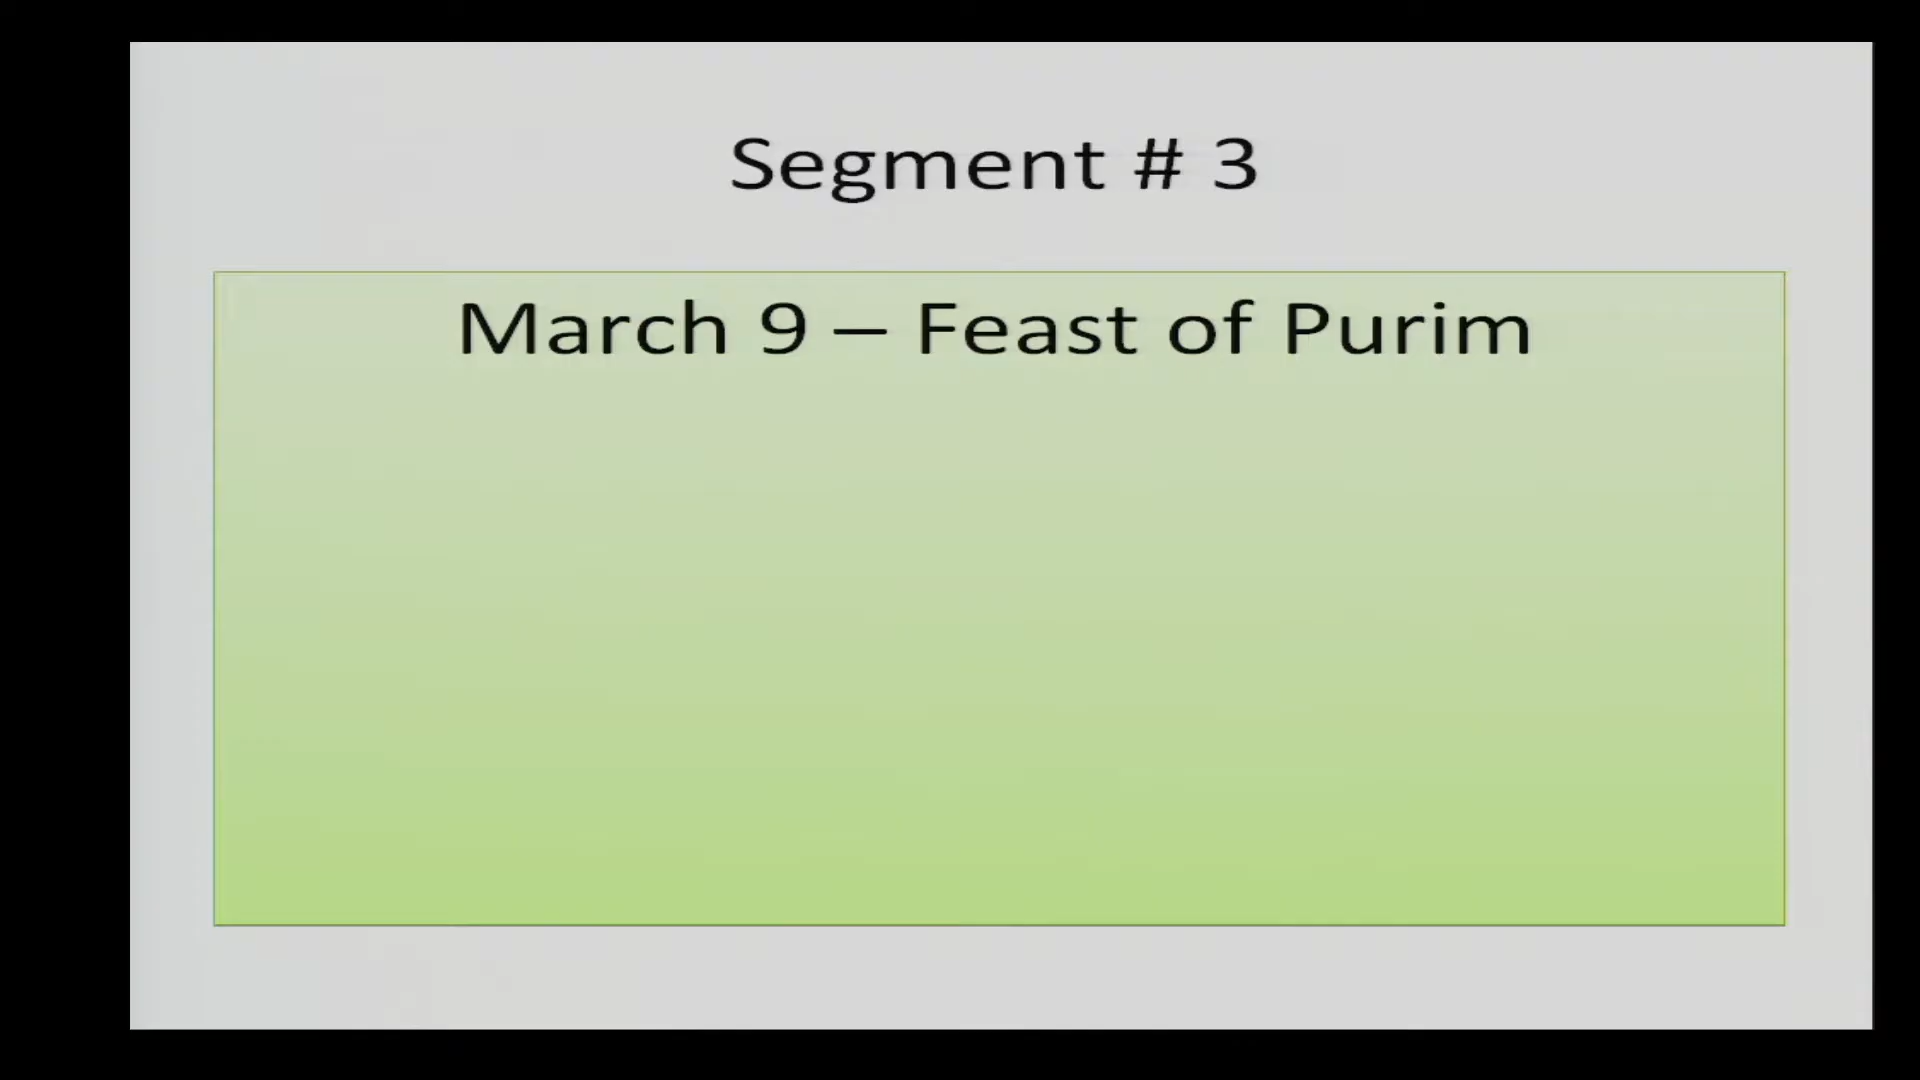 Segment # 3
March 9 – Feast of Purim